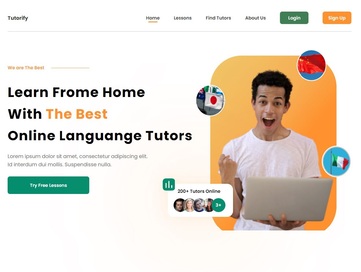 Tutorify
Home
Lessons
Find Tutors
About Us
Login
Sign Up
We are The Best
Learn Frome Home
With The Best
Online Languange Tutors
Lorem ipsum dolor sit amet, consectetur adipiscing elit.
Id interdum dui mollis. Suspendisse nulla.
Try Free Lessons
200+ Tutors Online
3+